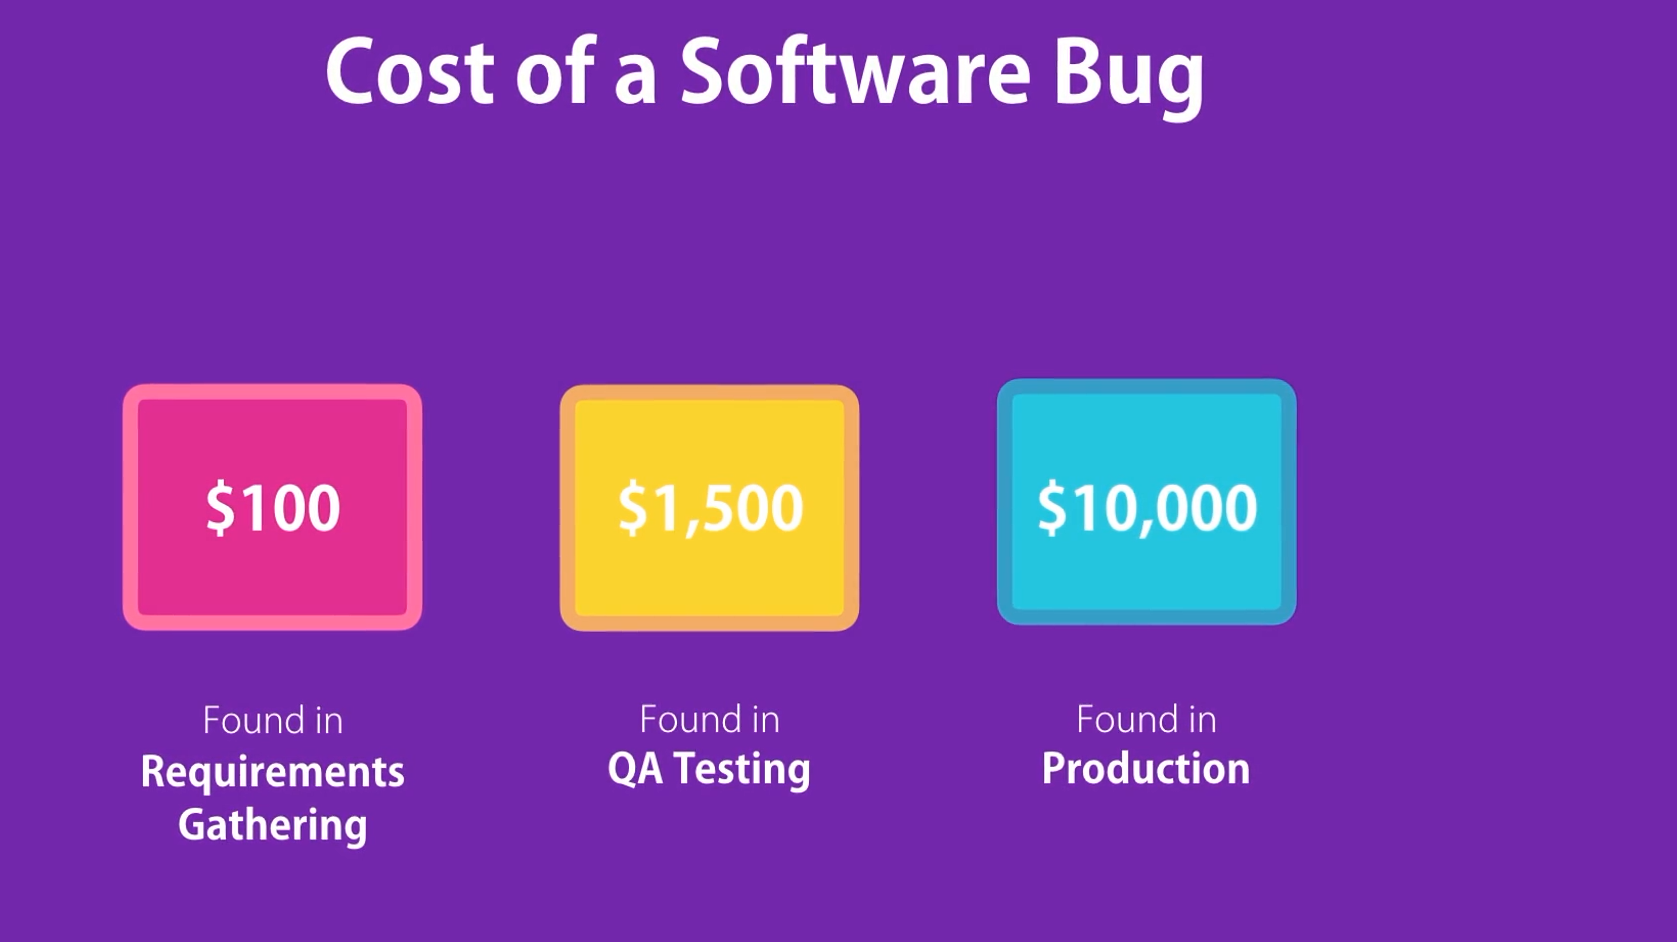 Cost of a Software Bug
$100
$1,500
$10,000
Found in
Requirements
Gathering
Found in
QA Testing
Found in
Production